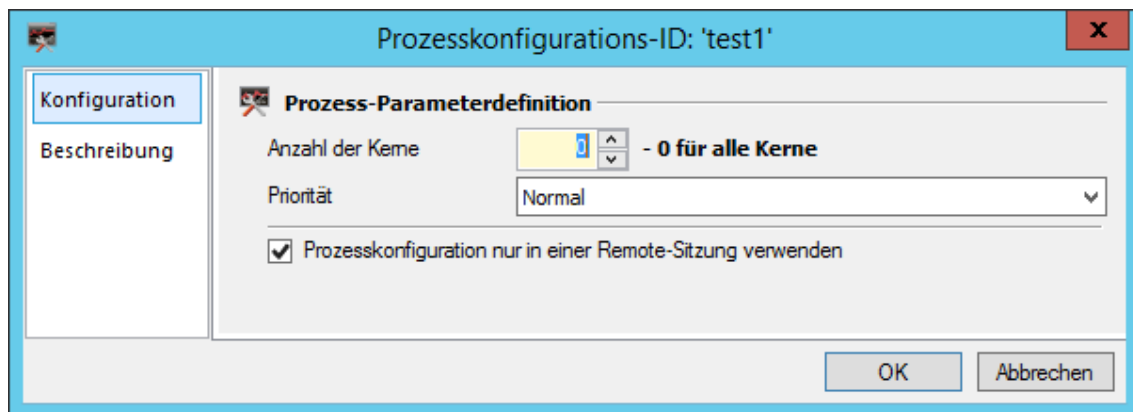 Prozesskonfigurations-ID: 'test1'
x
Konfiguration
Beschreibung
Prozess-Parameterdefinition
Anzahl der Kerne 0 - 0 für alle Kerne
Priorität Normal
Prozesskonfiguration nur in einer Remote-Sitzung verwenden
OK Abbrechen